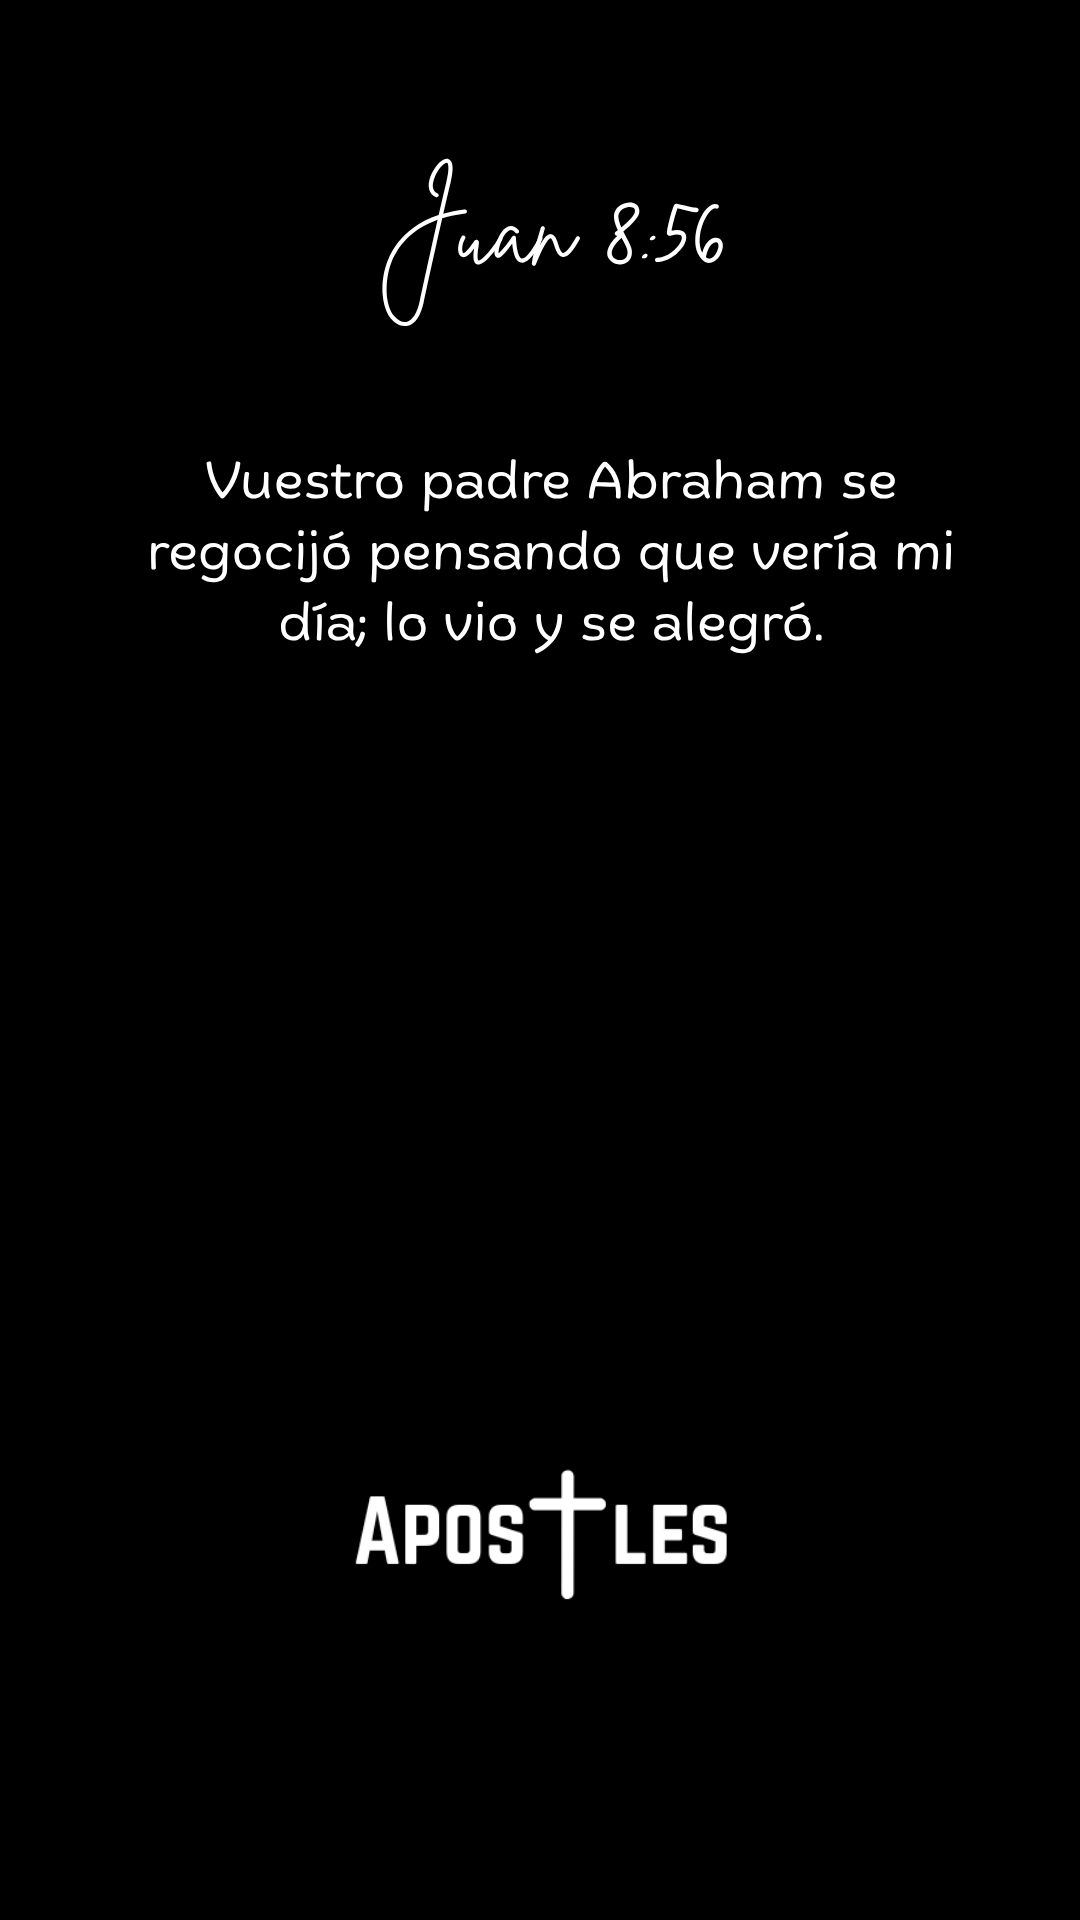 Juan 8:56
Vuestro padre Abraham se
regocijó pensando que vería mi
día; lo vio y se alegró.
APOSTLES